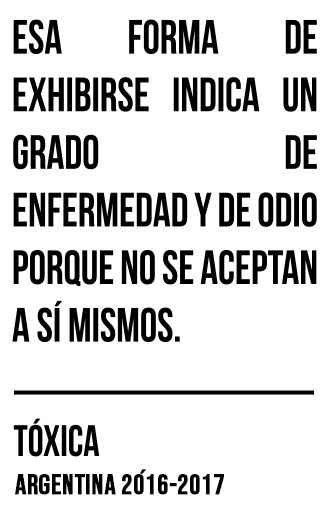 ESA FORMA DE
EXHIBIRSE INDICA UN
GRADO DE
ENFERMEDAD Y DE ODIO
PORQUE NO SE ACEPTAN
A SÍ MISMOS.
TÓXICA
ARGENTINA 2016-2017